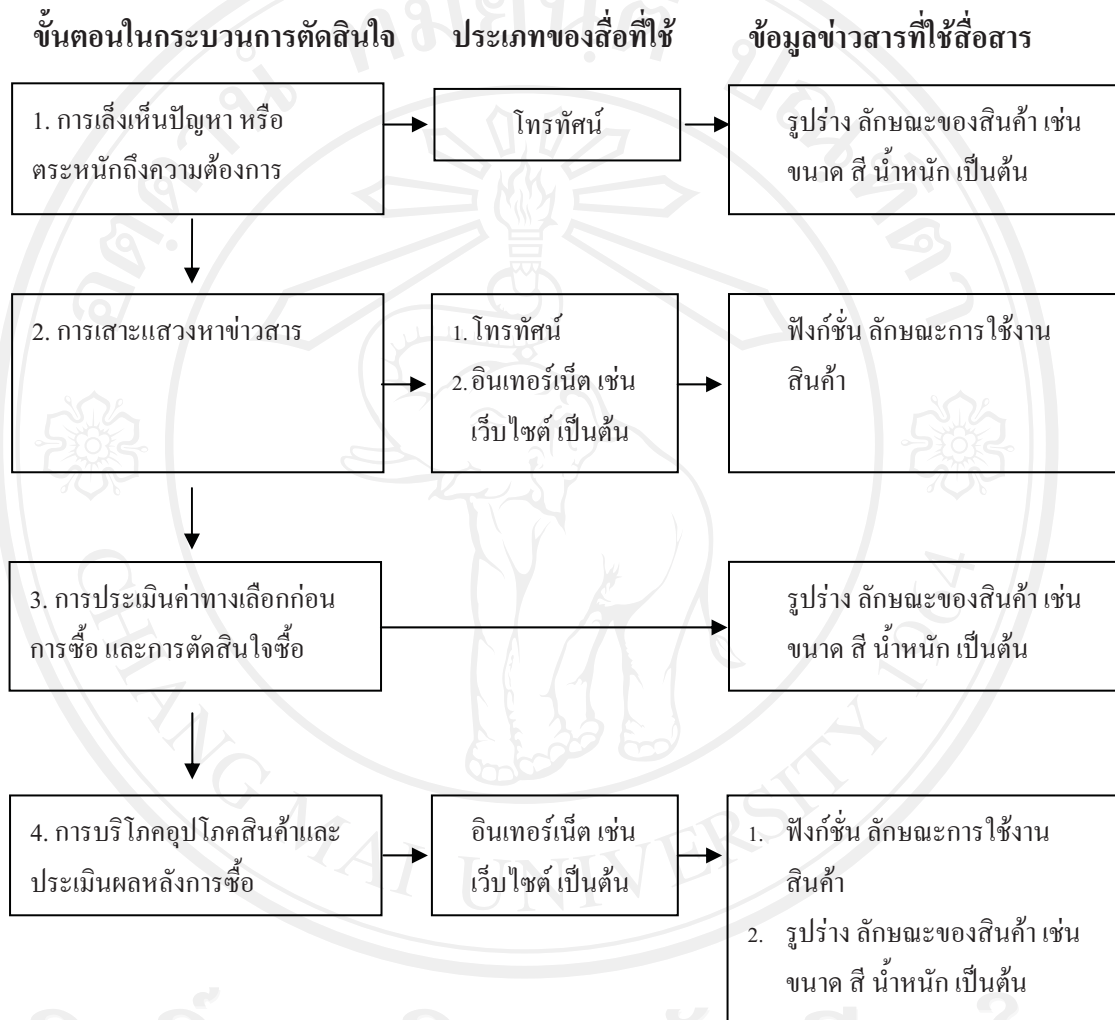 ขั้นตอนในกระบวนการตัดสินใจ ประเภทของสื่อที่ใช้ ข้อมูลข่าวสารที่ใช้สื่อสาร
1. การเล็งเห็นปัญหา หรือ
ตระหนักถึงความต้องการ
โทรทัศน์
รูปร่าง ลักษณะของสินค้า เช่น
ขนาด สี น้ำหนัก เป็นต้น
2. การเสาะแสวงหาข่าวสาร
1. โทรทัศน์
2. อินเทอร์เน็ต เช่น
เว็บไซต์ เป็นต้น
ฟังก์ชั่น ลักษณะการใช้งาน
สินค้า
3. การประเมินค่าทางเลือกก่อน
การซื้อ และการตัดสินใจซื้อ
รูปร่าง ลักษณะของสินค้า เช่น
ขนาด สี น้ำหนัก เป็นต้น
4. การบริโภคอุปโภคสินค้าและ
ประเมินผลหลังการซื้อ
อินเทอร์เน็ต เช่น
เว็บไซต์ เป็นต้น
1. ฟังก์ชั่น ลักษณะการใช้งาน
สินค้า
2. รูปร่าง ลักษณะของสินค้า เช่น
ขนาด สี น้ำหนัก เป็นต้น
CHIANG MAI UNIVERSITY 1964